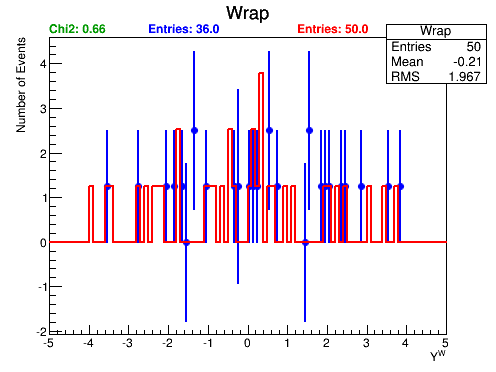 Wrap
Chi2: 0.66 Entries: 36.0 Entries: 50.0
Wrap
Entries 50
Mean -0.21
RMS 1.967
Number of Events
4
3
2
1
0
-1
-2
-5 -4 -3 -2 -1 0 1 2 3 4 5
Y^W